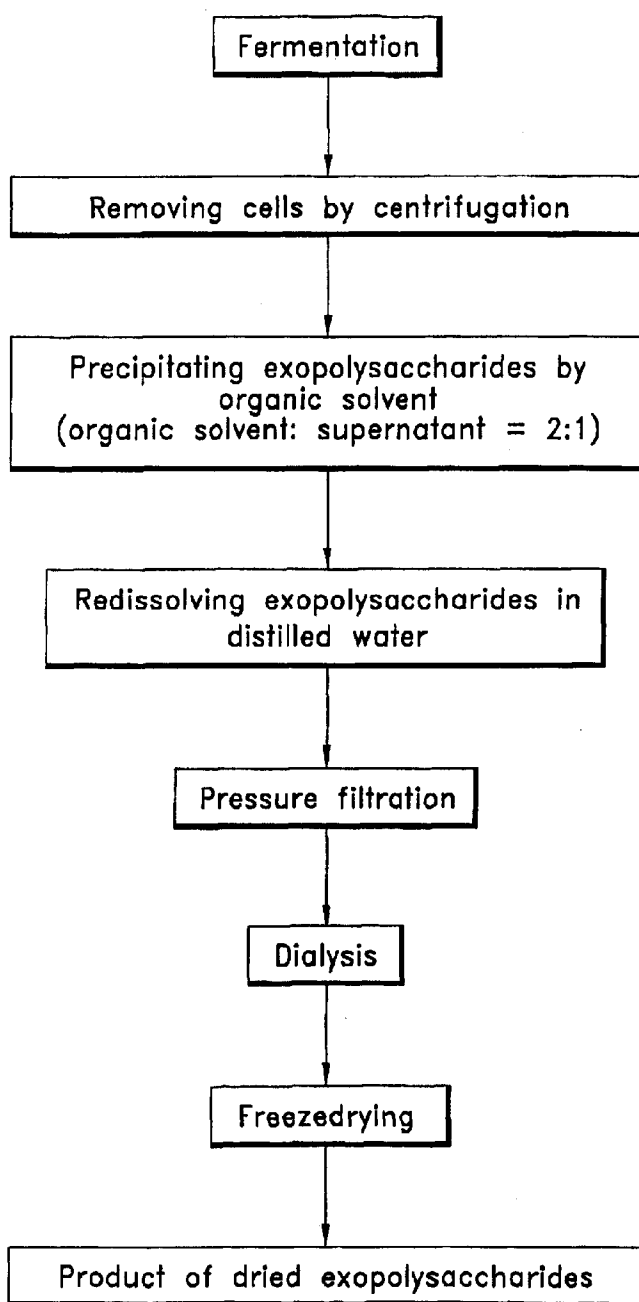 Fermentation
Removing cells by centrifugation
Precipitating exopolysaccharides by
organic solvent
(organic solvent: supernatant = 2:1)
Redissolving exopolysaccharides in
distilled water
Pressure filtration
Dialysis
Freezedrying
Product of dried exopolysaccharides